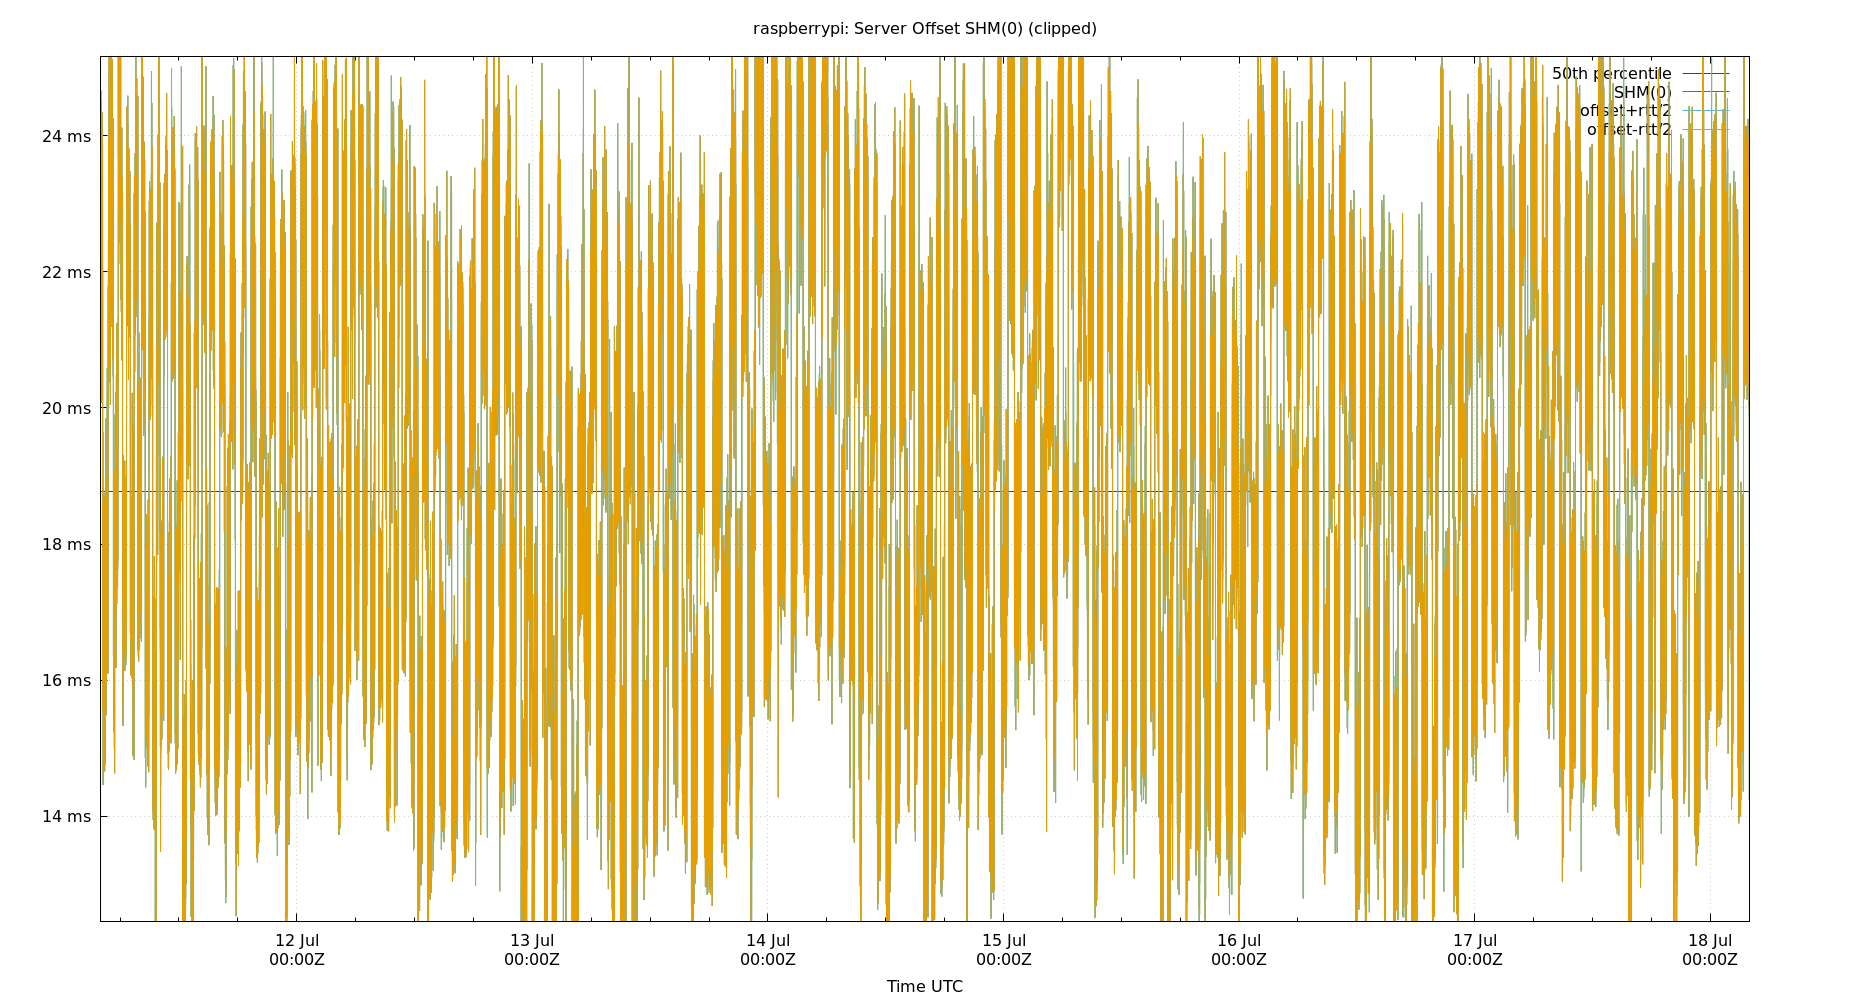 raspberrypi: Server Offset SHM(0) (clipped)
50th percentile
SHM(0)
offset+rtt/2
offset-rtt/2
24 ms
22 ms
20 ms
18 ms
16 ms
14 ms
12 Jul 13 Jul 14 Jul 15 Jul 16 Jul 17 Jul 18 Jul
00:00Z 00:00Z 00:00Z 00:00Z 00:00Z 00:00Z 00:00Z
Time UTC